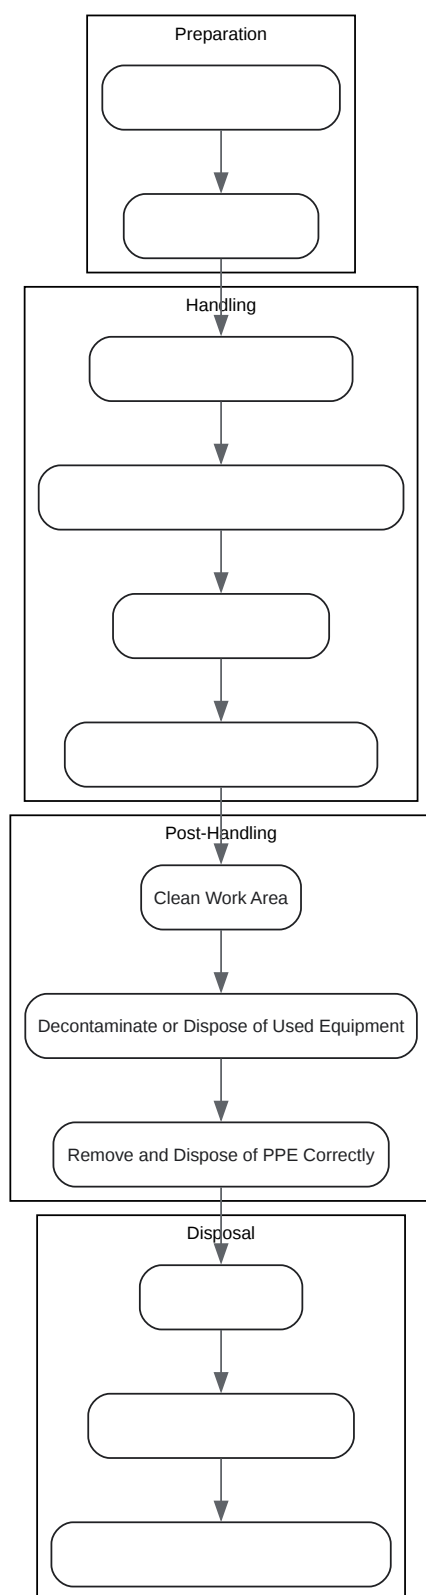 Preparation
Handling
Post-Handling
Clean Work Area
Decontaminate or Dispose of Used Equipment
Remove and Dispose of PPE Correctly
Disposal